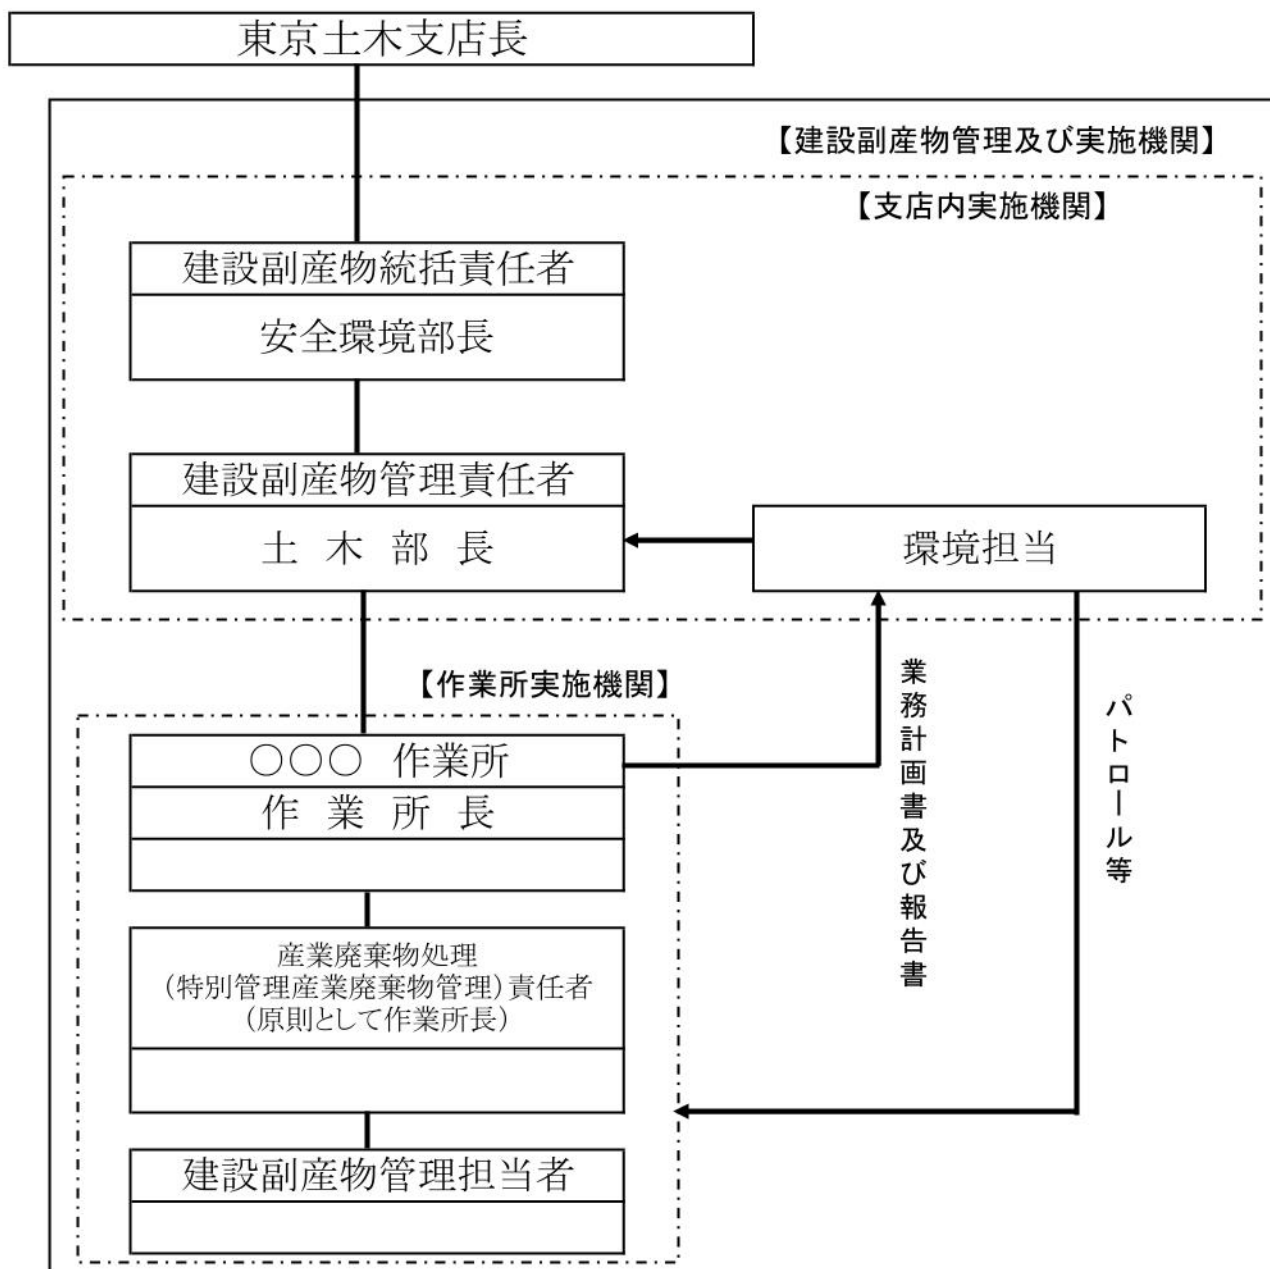 東京土木支店長
【建設副産物管理及び実施機関】
【支店内実施機関】
建設副産物統括責任者
安全環境部長
建設副産物管理責任者
土 木 部 長
環境担当
【作業所実施機関】
○○○ 作業所
作 業 所 長
業務計画書及び報告書
パトロール等
産業廃棄物処理
(特別管理産業廃棄物管理)責任者
(原則として作業所長)
建設副産物管理担当者